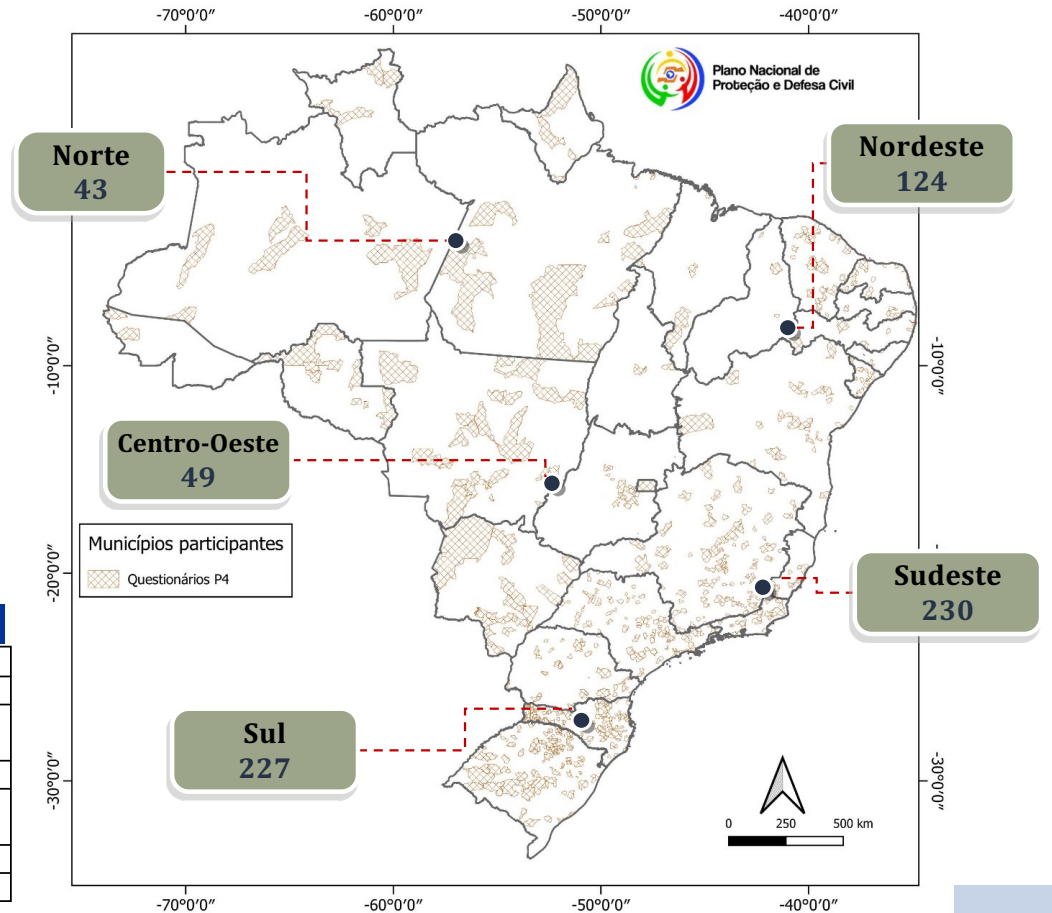 -70°0'0″
-60°0'0″
-50°0'0″
-40°0'0″
Plano Nacional de
Proteção e Defesa Civil
Norte
43
Nordeste
124
-10°0'0″
-10°0'0″
Centro-Oeste
49
Municípios participantes
Questionários P4
-20°0'0″
Sudeste
230
Sul
227
-30°0'0″
-30°0'0″
0 250 500 km
-70°0'0″
-60°0'0″
-50°0'0″
-40°0'0″